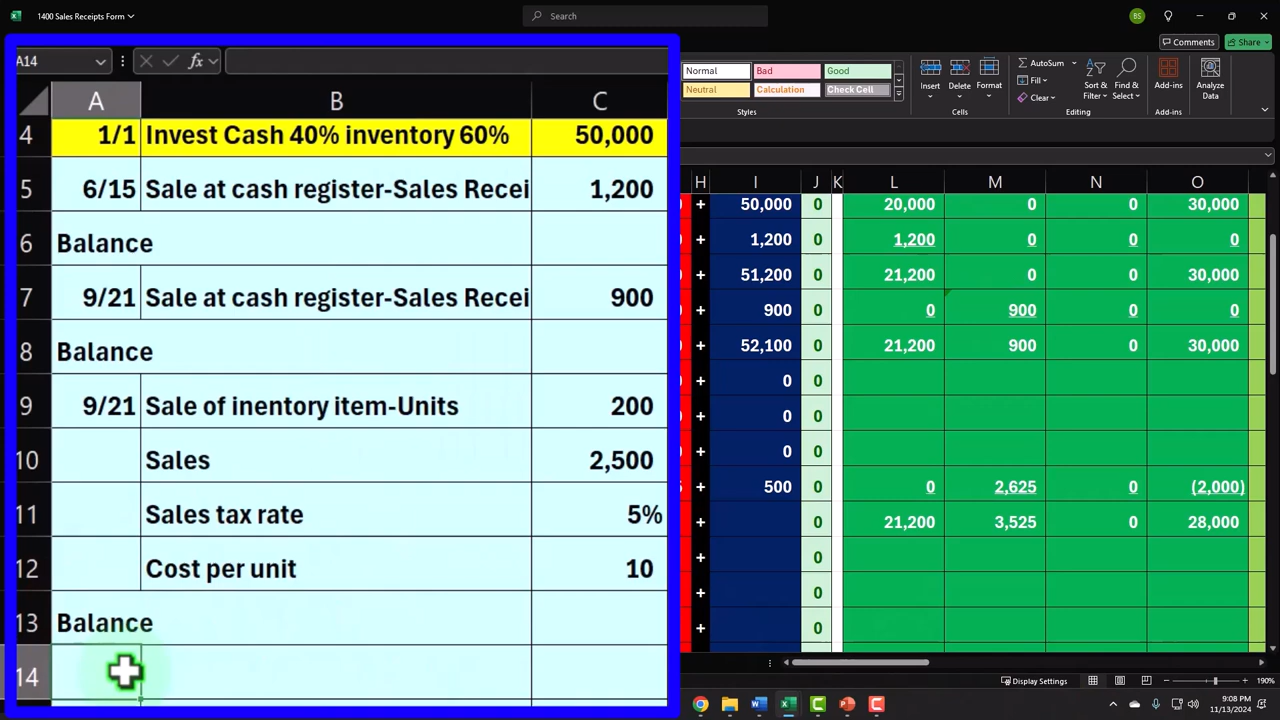 1400 Sales Receipts Form
Search
BS
Comments
Share
Normal Bad Good
Neutral Calculation Check Cell
Styles
Insert Delete Format
Cells
AutoSum
Fill
Clear
Sort & Filter
Find & Select
Editing
Analyze Data
Add-ins
Add-ins
A14
fx
A B C
4 1/1 Invest Cash 40% inventory 60% 50,000
5 6/15 Sale at cash register-Sales Recei 1,200
6 Balance
7 9/21 Sale at cash register-Sales Recei 900
8 Balance
9 9/21 Sale of inentory item-Units 200
10 Sales 2,500
11 Sales tax rate 5%
12 Cost per unit 10
13 Balance
14
H I J K L M N O
+ 50,000 0 20,000 0 0 30,000
+ 1,200 0 1,200 0 0 0
+ 51,200 0 21,200 0 0 30,000
+ 900 0 0 900 0 0
+ 52,100 0 21,200 900 0 30,000
+ 0 0
+ 0 0
+ 0 0
+ 500 0 0 2,625 0 (2,000)
+ 0 21,200 3,525 0 28,000
+ 0
+ 0
+ 0
Display Settings
100%
9:08 PM
11/13/2024